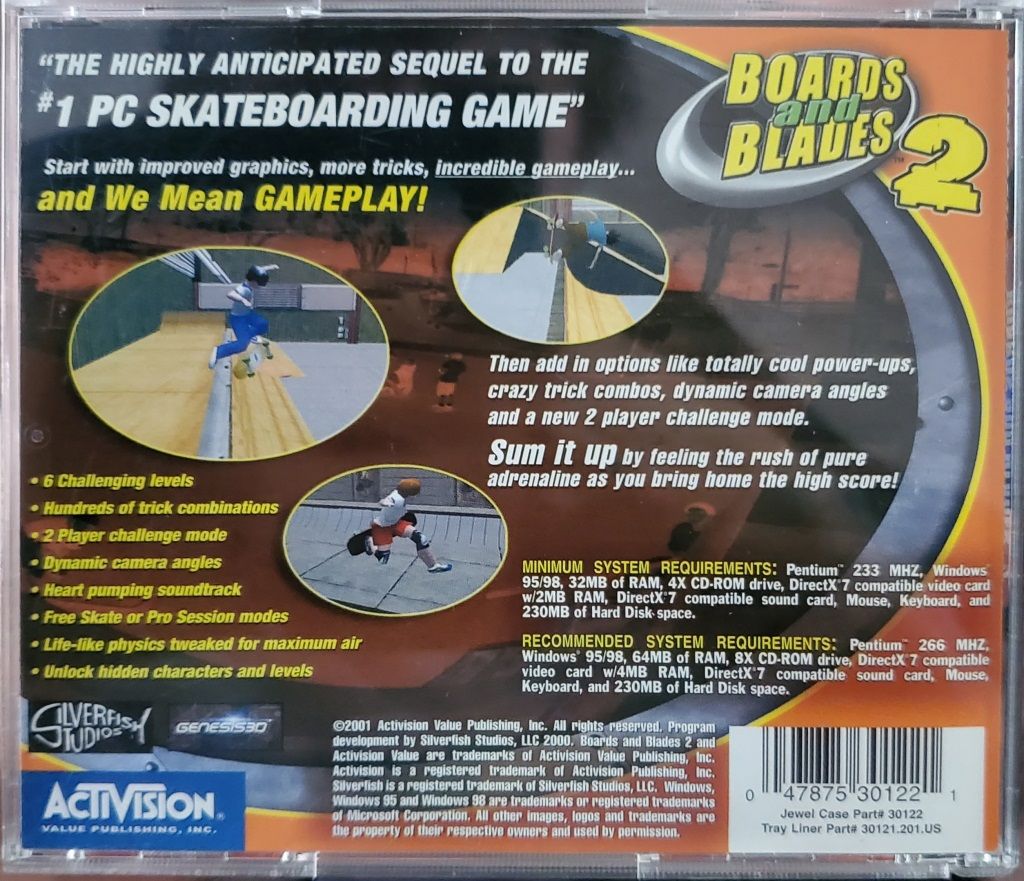 “THE HIGHLY ANTICIPATED SEQUEL TO THE
#1 PC SKATEBOARDING GAME”
Start with improved graphics, more tricks, incredible gameplay...
and We Mean GAMEPLAY!
BOARDS
and
BLADES™
2
Then add in options like totally cool power-ups,
crazy trick combos, dynamic camera angles
and a new 2 player challenge mode.
Sum it up by feeling the rush of pure
adrenaline as you bring home the high score!
• 6 Challenging levels
• Hundreds of trick combinations
• 2 Player challenge mode
• Dynamic camera angles
• Heart pumping soundtrack
• Free Skate or Pro Session modes
• Life-like physics tweaked for maximum air
• Unlock hidden characters and levels
MINIMUM SYSTEM REQUIREMENTS: Pentium™ 233 MHZ, Windows®
95/98, 32MB of RAM, 4X CD-ROM drive, DirectX®7 compatible video card
w/2MB RAM, DirectX®7 compatible sound card, Mouse, Keyboard, and
230MB of Hard Disk space.
RECOMMENDED SYSTEM REQUIREMENTS: Pentium™ 266 MHZ,
Windows® 95/98, 64MB of RAM, 8X CD-ROM drive, DirectX®7 compatible
video card w/4MB RAM, DirectX®7 compatible sound card, Mouse,
Keyboard, and 230MB of Hard Disk space.
SILVERFISH
STUDIOS
GENESIS3D
ACTIVISION®
VALUE PUBLISHING, INC.
©2001 Activision Value Publishing, Inc. All rights reserved. Program
development by Silverfish Studios, LLC 2000. Boards and Blades 2 and
Activision Value are trademarks of Activision Value Publishing, Inc.
Activision is a registered trademark of Activision Publishing, Inc.
Silverfish is a registered trademark of Silverfish Studios, LLC. Windows,
Windows 95 and Windows 98 are trademarks or registered trademarks
of Microsoft Corporation. All other images, logos and trademarks are
the property of their respective owners and used by permission.
0 47875 30122 1
Jewel Case Part# 30122
Tray Liner Part# 30121.201.US